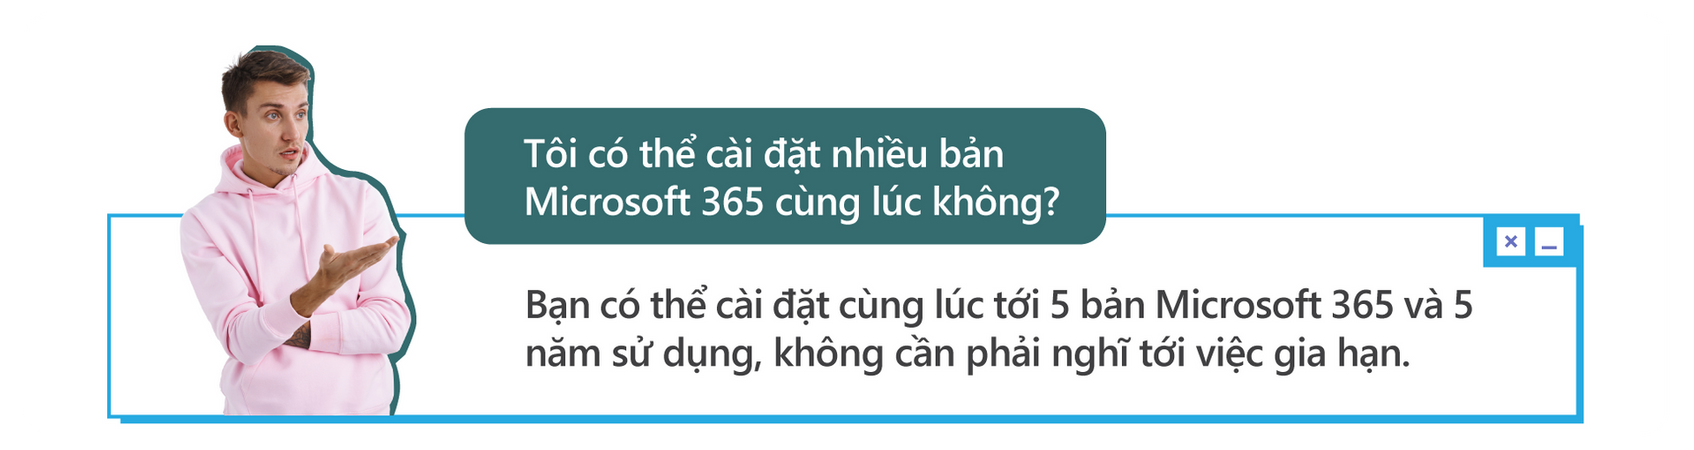 Tôi có thể cài đặt nhiều bản
Microsoft 365 cùng lúc không?
Bạn có thể cài đặt cùng lúc tới 5 bản Microsoft 365 và 5
năm sử dụng, không cần phải nghĩ tới việc gia hạn.